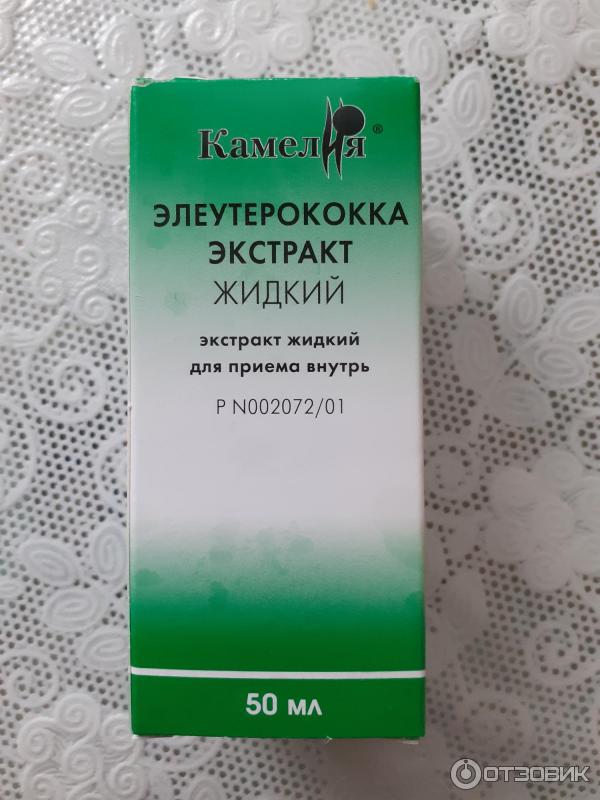 Камелия®
ЭЛЕУТЕРОКОККА
ЭКСТРАКТ
ЖИДКИЙ
экстракт жидкий
для приема внутрь
Р N002072/01
50 мл
ОТЗОВИК